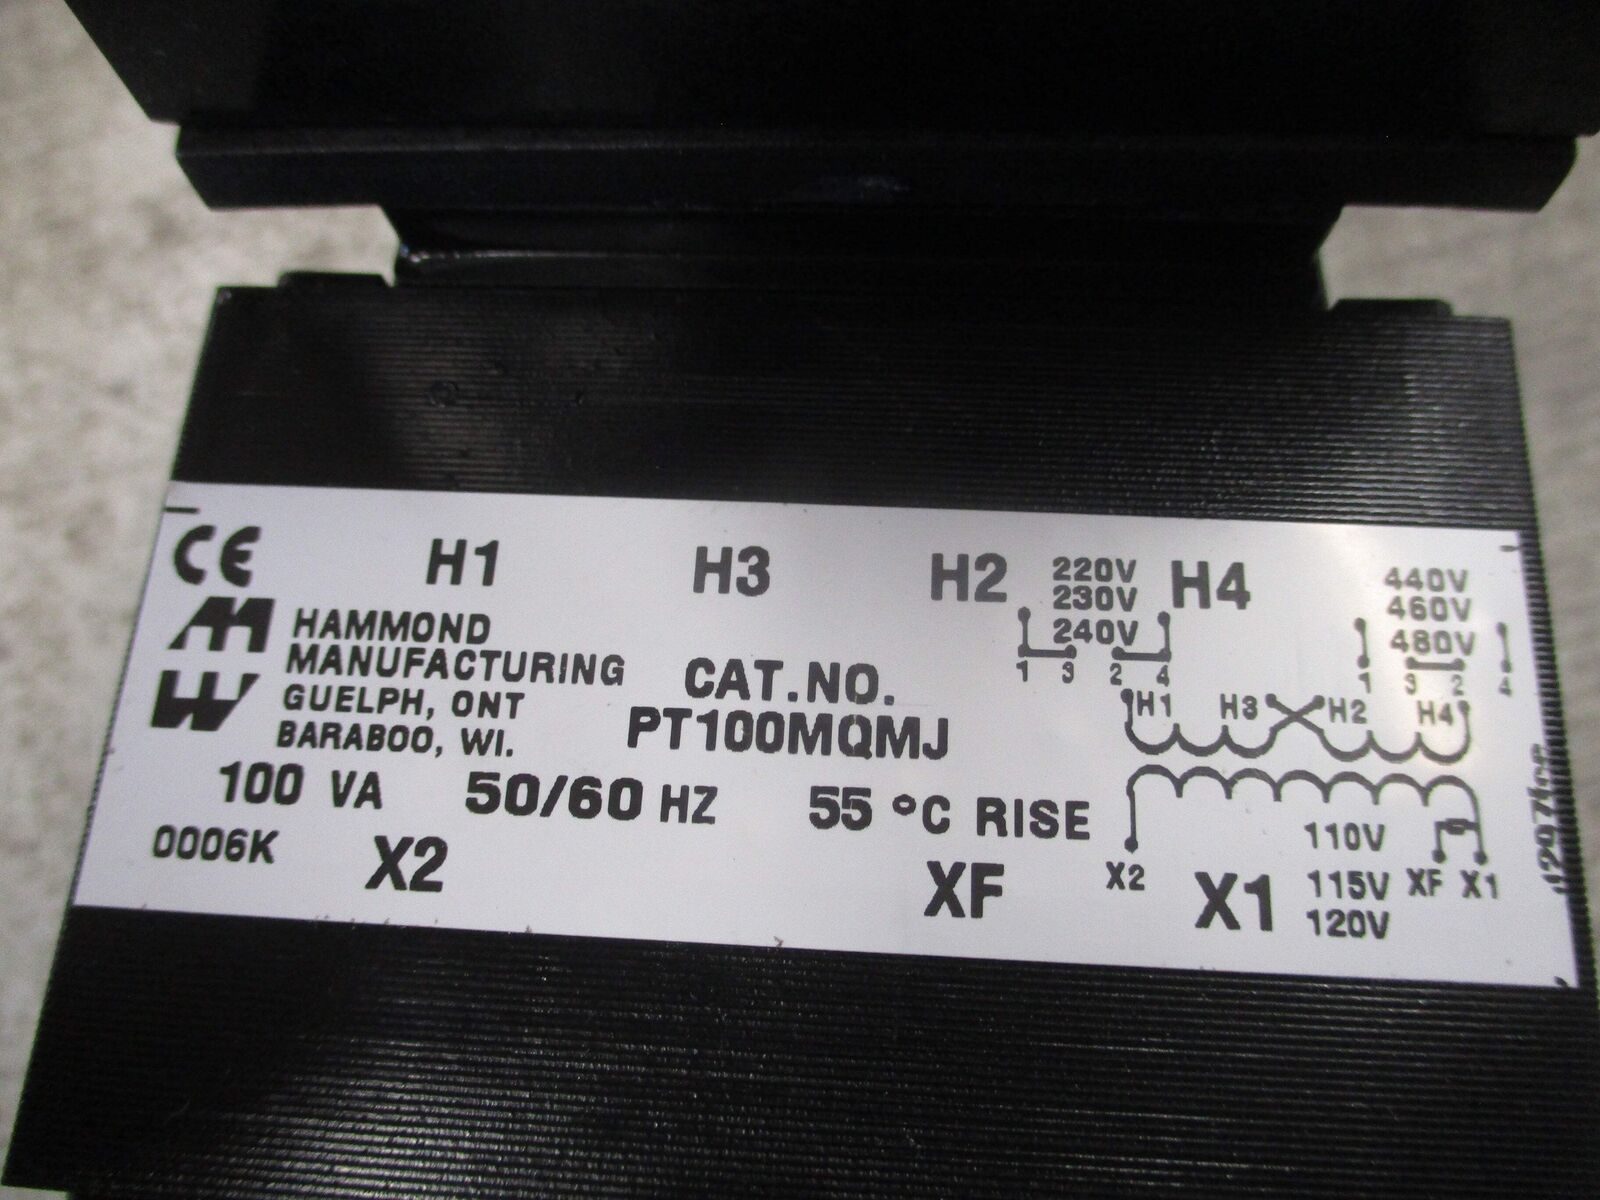 CE H1 H3 H2 220V H4 440V
230V 460V
240V 480V
1 3 2 4 1 3 2 4
HAMMOND
MANUFACTURING
GUELPH, ONT
BARABOO, WI.
CAT.NO.
PT100MQMJ
H1 H3 H2 H4
100 VA 50/60 HZ 55 °C RISE
0006K X2 XF X1
110V
115V
120V
X2 XF X1